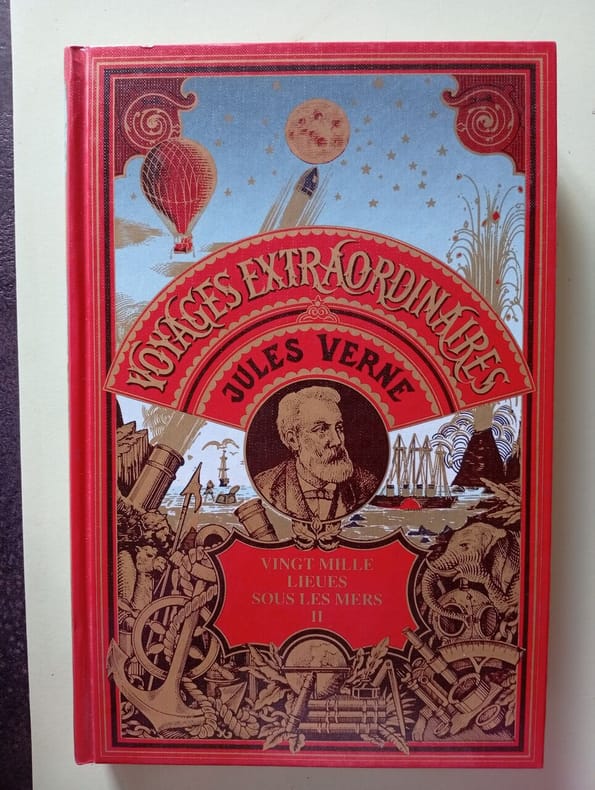 VOYAGES EXTRAORDINAIRES
JULES VERNE
VINGT MILLE
LIEUES
SOUS LES MERS
II